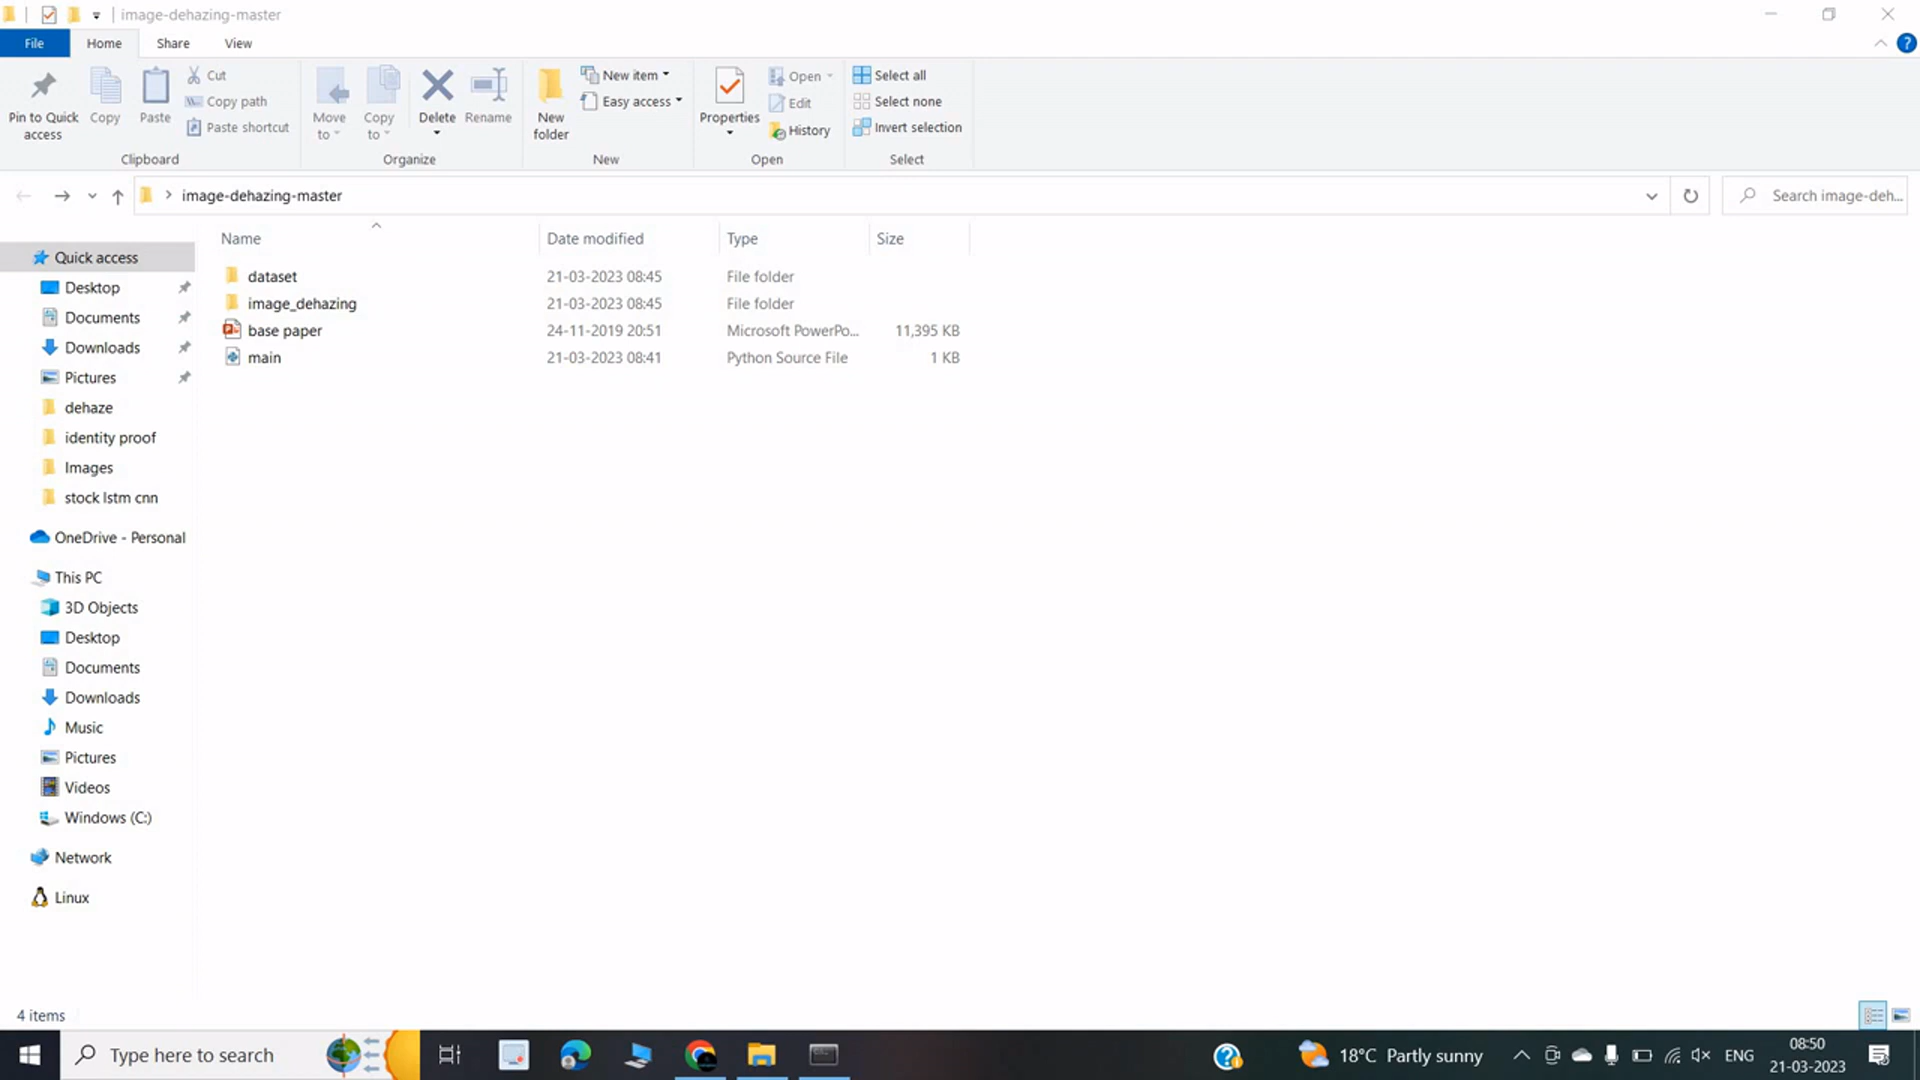 image-dehazing-master
File Home Share View
Pin to Quick access
Copy
Paste
Cut
Copy path
Paste shortcut
Clipboard
Move to
Copy to
Delete
Rename
Organize
New folder
New item
Easy access
New
Properties
Open
Edit
History
Open
Select all
Select none
Invert selection
Select
image-dehazing-master
Search image-deh...
Name Date modified Type Size
dataset 21-03-2023 08:45 File folder
image_dehazing 21-03-2023 08:45 File folder
base paper 24-11-2019 20:51 Microsoft PowerPo... 11,395 KB
main 21-03-2023 08:41 Python Source File 1 KB
Quick access
Desktop
Documents
Downloads
Pictures
dehaze
identity proof
Images
stock lstm cnn
OneDrive - Personal
This PC
3D Objects
Desktop
Documents
Downloads
Music
Pictures
Videos
Windows (C:)
Network
Linux
4 items
Type here to search
18°C Partly sunny
ENG
08:50
21-03-2023